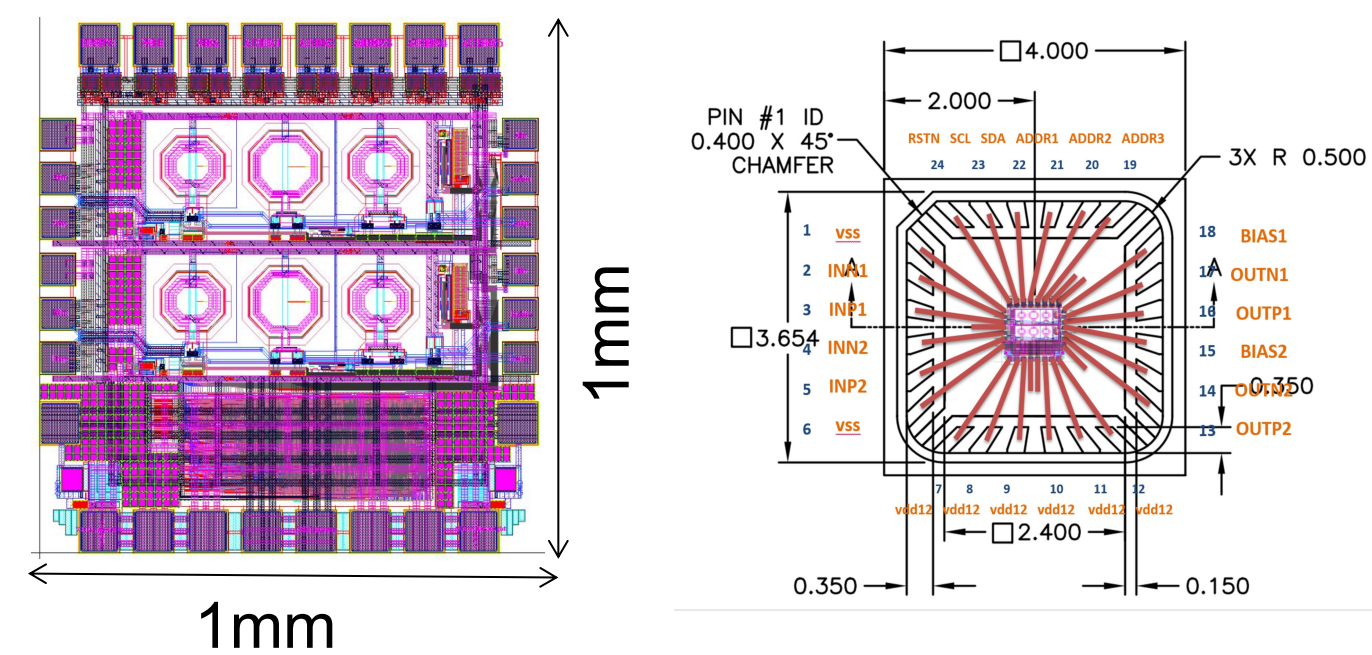 1mm
1mm
□4.000
2.000
PIN #1 ID
0.400 X 45°
CHAMFER
3X R 0.500
RSTN SCL SDA ADDR1 ADDR2 ADDR3
24 23 22 21 20 19
1 vss
2 INN1
3 INP1
4 INN2
5 INP2
6 vss
□3.654
A
A
18 BIAS1
17 OUTN1
16 OUTP1
15 BIAS2
14 OUTN2
13 OUTP2
0.350
7 8 9 10 11 12
vdd12 vdd12 vdd12 vdd12 vdd12 vdd12
□2.400
0.350
0.150